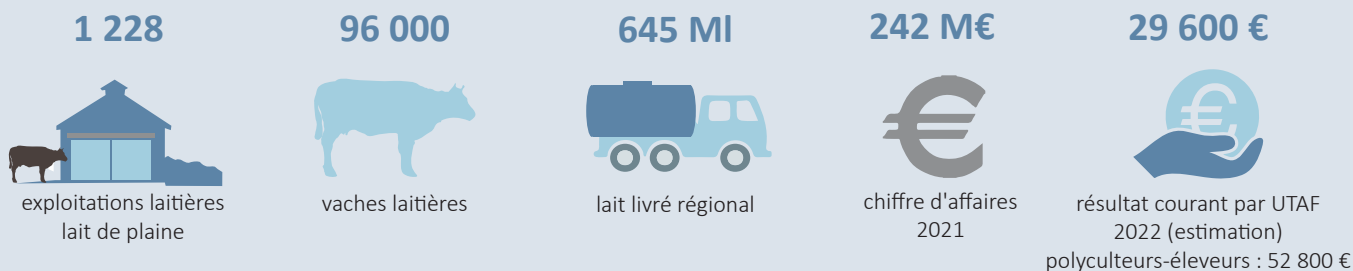 1 228
exploitations laitières
lait de plaine
96 000
vaches laitières
645 Ml
lait livré régional
242 M€
€
chiffre d'affaires
2021
29 600 €
€
résultat courant par UTAF
2022 (estimation)
polyculteurs-éleveurs : 52 800 €